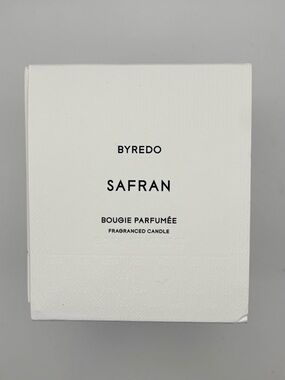 BYREDO
SAFRAN
BOUGIE PARFUMÉE
FRAGRANCED CANDLE